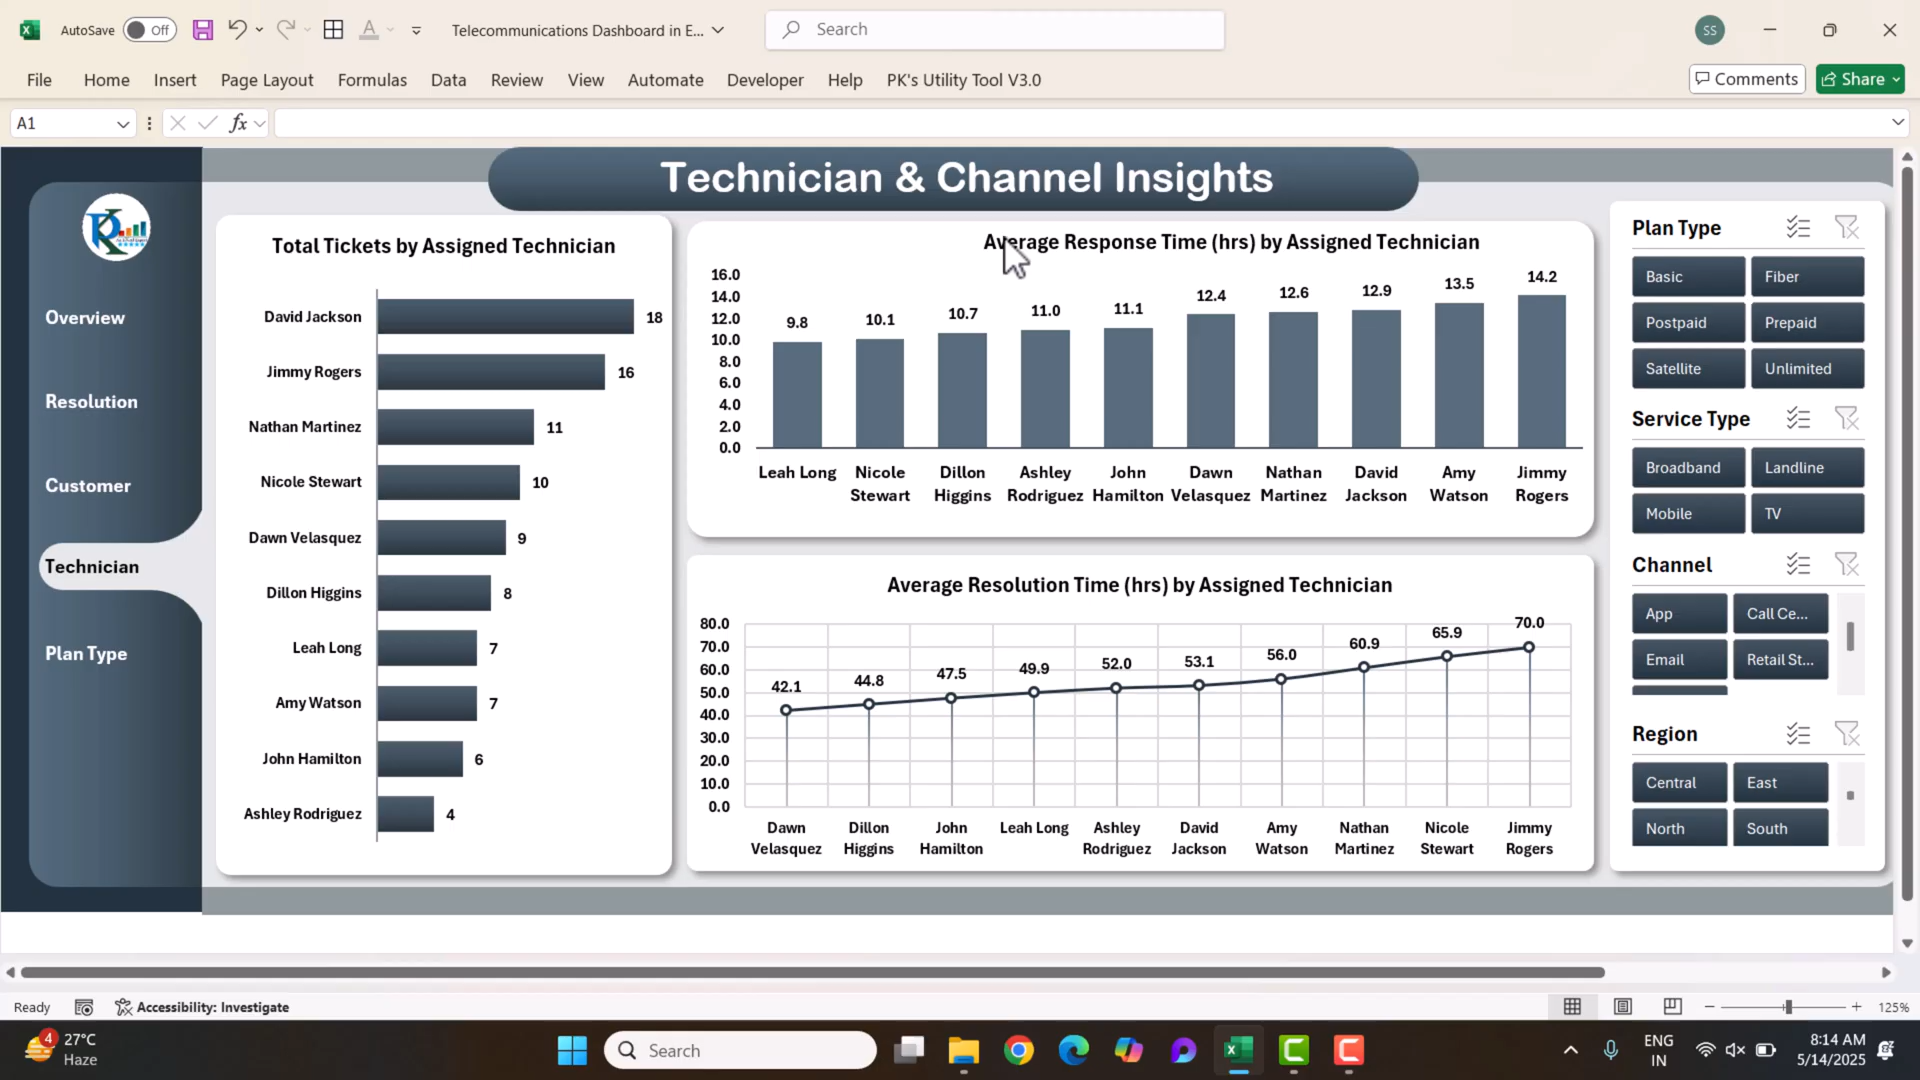 AutoSave Off
Telecommunications Dashboard in E...
Search
SS
File Home Insert Page Layout Formulas Data Review View Automate Developer Help PK's Utility Tool V3.0
Comments Share
A1
fx
Technician & Channel Insights
Overview
Resolution
Customer
Technician
Plan Type
Total Tickets by Assigned Technician
David Jackson 18
Jimmy Rogers 16
Nathan Martinez 11
Nicole Stewart 10
Dawn Velasquez 9
Dillon Higgins 8
Leah Long 7
Amy Watson 7
John Hamilton 6
Ashley Rodriguez 4
Average Response Time (hrs) by Assigned Technician
16.0
14.0
12.0
10.0
8.0
6.0
4.0
2.0
0.0
9.8 10.1 10.7 11.0 11.1 12.4 12.6 12.9 13.5 14.2
Leah Long Nicole Dillon Ashley John Dawn Nathan David Amy Jimmy
Stewart Higgins Rodriguez Hamilton Velasquez Martinez Jackson Watson Rogers
Average Resolution Time (hrs) by Assigned Technician
80.0
70.0
60.0
50.0
40.0
30.0
20.0
10.0
0.0
42.1 44.8 47.5 49.9 52.0 53.1 56.0 60.9 65.9 70.0
Dawn Dillon John Leah Long Ashley David Amy Nathan Nicole Jimmy
Velasquez Higgins Hamilton Rodriguez Jackson Watson Martinez Stewart Rogers
Plan Type
Basic Fiber
Postpaid Prepaid
Satellite Unlimited
Service Type
Broadband Landline
Mobile TV
Channel
App Call Ce...
Email Retail St...
Region
Central East
North South
Ready Accessibility: Investigate
125%
4
27°C
Haze
Search
ENG
IN
8:14 AM
5/14/2025